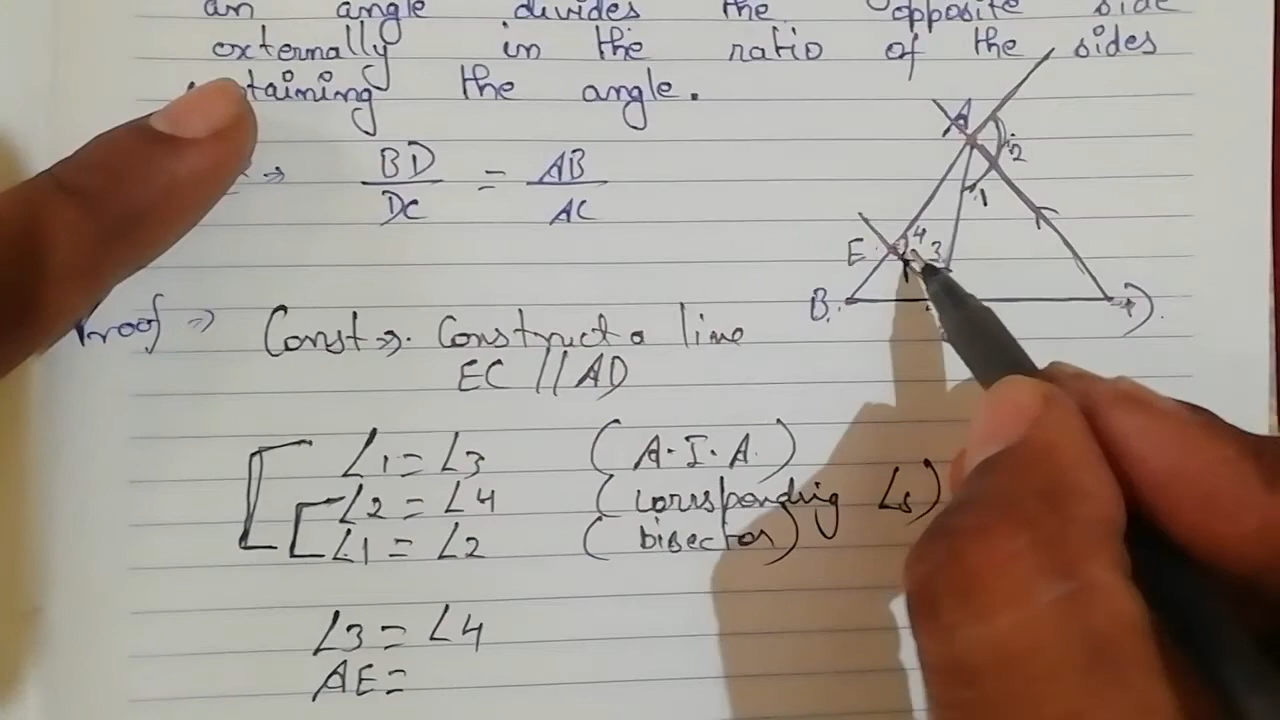 an angle divides the opposite side
externally in the ratio of the sides
the angle.
⇒ BD/DC = AB/AC
A
2
1
E 4 3
B
D
Proof ⇒ Const ⇒. Construct a line
EC // AD
∠1 = ∠3 (A.I.A.)
∠2 = ∠4 (corrsponding ∠s)
∠1 = ∠2 (bisector)
∠3 = ∠4
AE =